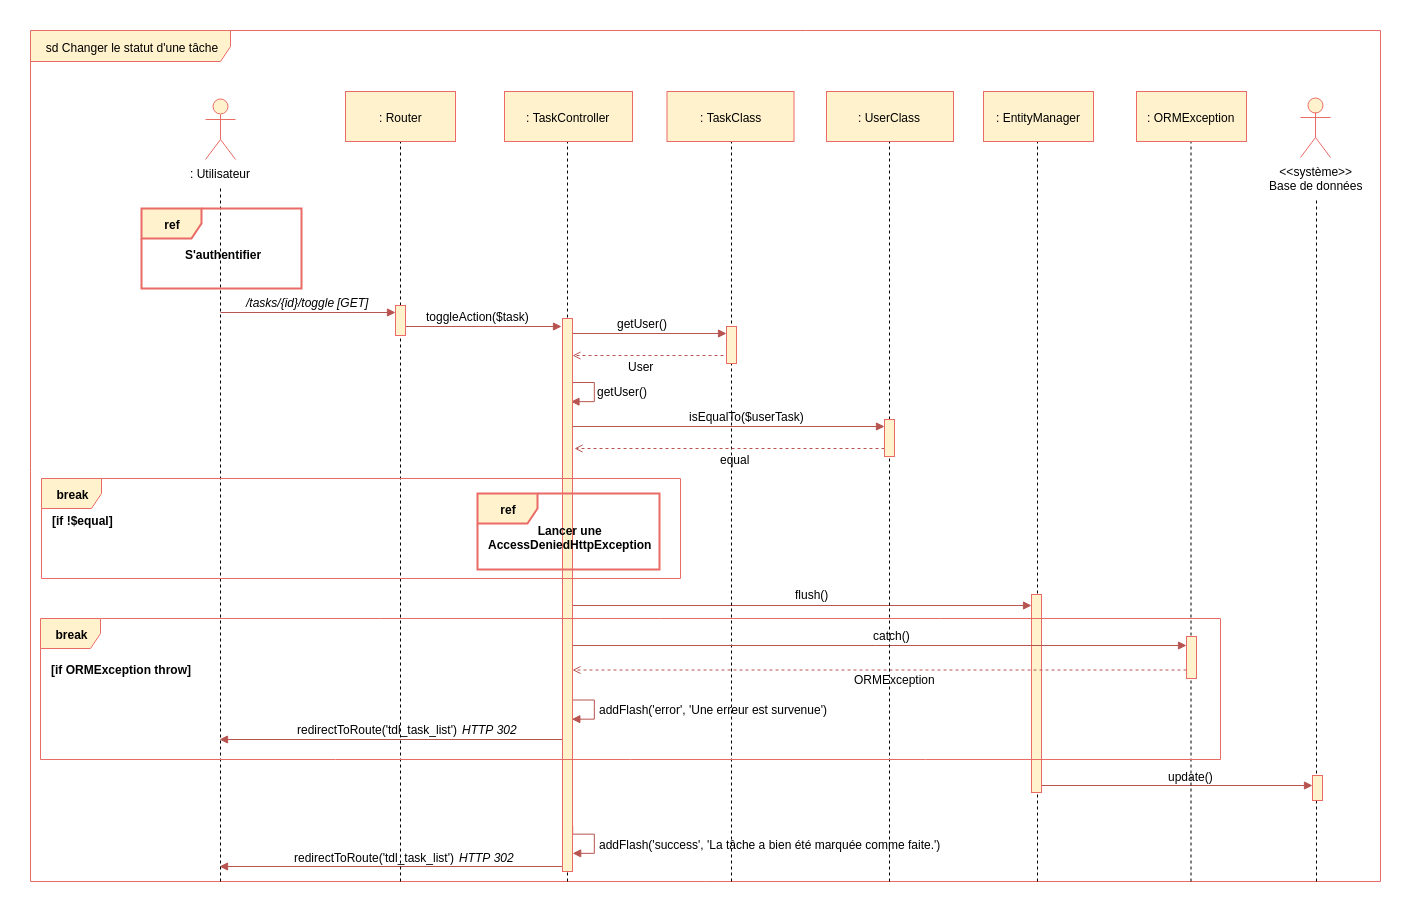 sd Changer le statut d'une tâche
: Utilisateur
: Router
: TaskController
: TaskClass
: UserClass
: EntityManager
: ORMException
<<système>>
Base de données
ref
S'authentifier
/tasks/{id}/toggle [GET]
toggleAction($task)
getUser()
User
getUser()
isEqualTo($userTask)
equal
break
[if !$equal]
ref
Lancer une
AccessDeniedHttpException
flush()
break
[if ORMException throw]
catch()
ORMException
addFlash('error', 'Une erreur est survenue')
redirectToRoute('tdl_task_list') HTTP 302
update()
addFlash('success', 'La tâche a bien été marquée comme faite.')
redirectToRoute('tdl_task_list') HTTP 302